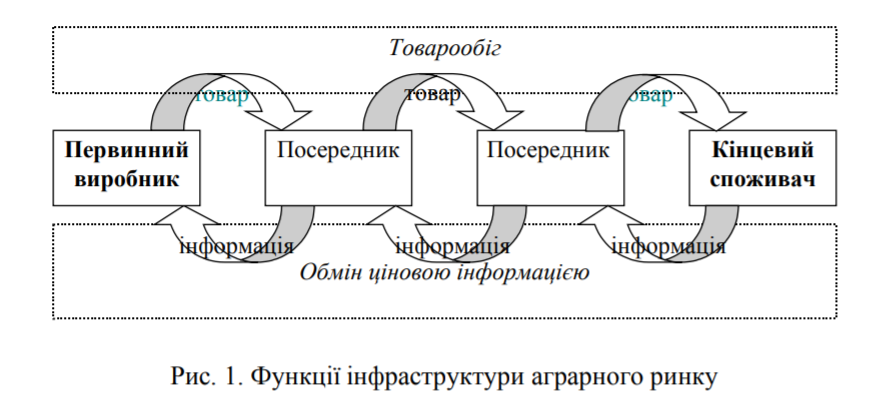 Товарообіг
товар товар товар
Первинний Посередник Посередник Кінцевий
виробник споживач
інформація інформація інформація
Обмін ціновою інформацією
Рис. 1. Функції інфраструктури аграрного ринку